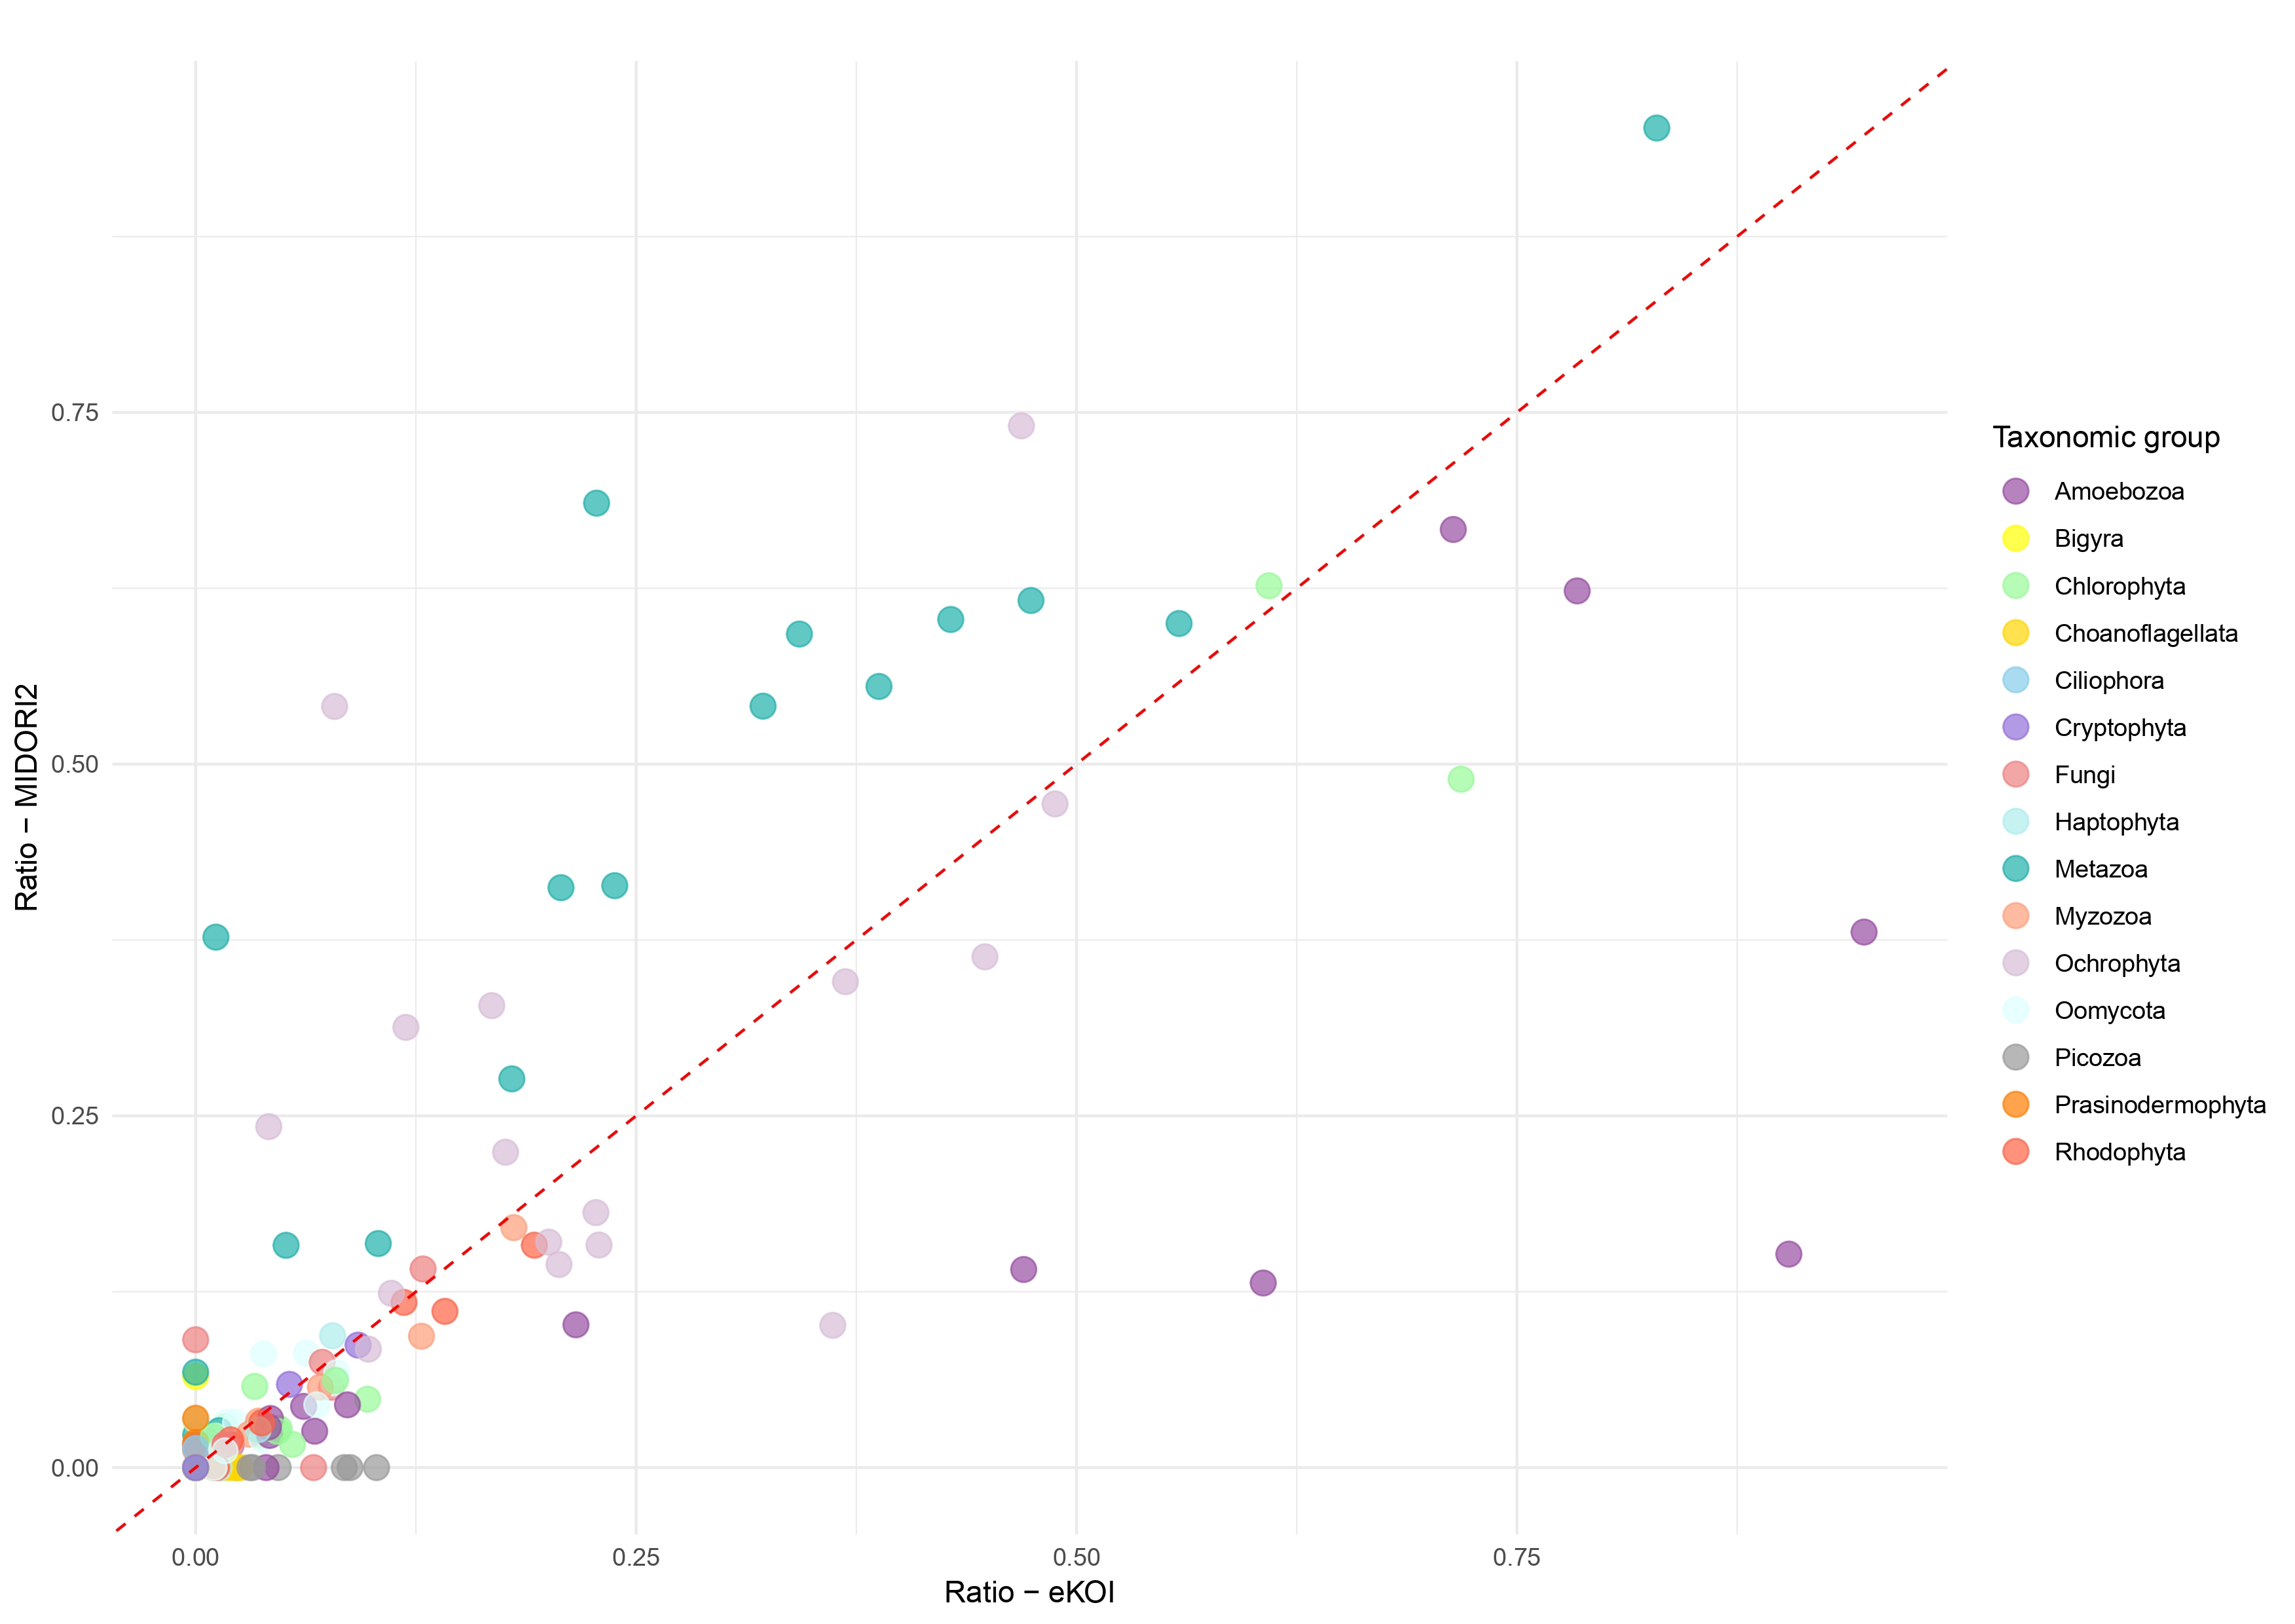 Ratio − MIDORI2
0.75
0.50
0.25
0.00
0.00
0.25
0.50
0.75
Ratio − eKOI
Taxonomic group
Amoebozoa
Bigyra
Chlorophyta
Choanoflagellata
Ciliophora
Cryptophyta
Fungi
Haptophyta
Metazoa
Myzozoa
Ochrophyta
Oomycota
Picozoa
Prasinodermophyta
Rhodophyta